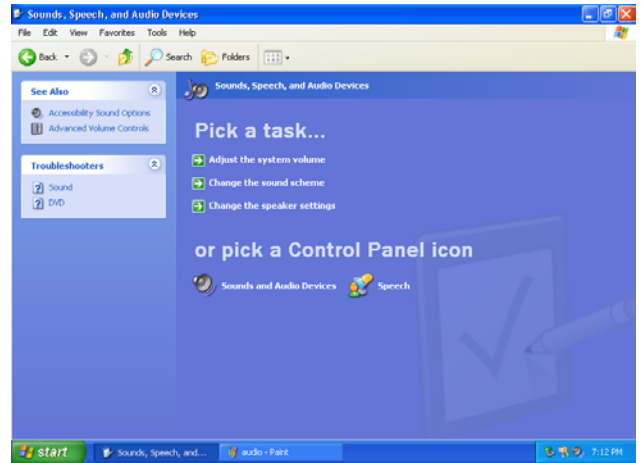 Sounds, Speech, and Audio Devices
File Edit View Favorites Tools Help
Back Search Folders
See Also
Accessibility Sound Options
Advanced Volume Controls
Troubleshooters
Sound
DVD
Sounds, Speech, and Audio Devices
Pick a task...
Adjust the system volume
Change the sound scheme
Change the speaker settings
or pick a Control Panel icon
Sounds and Audio Devices Speech
start Sounds, Speech, and... audio - Paint 7:12 PM